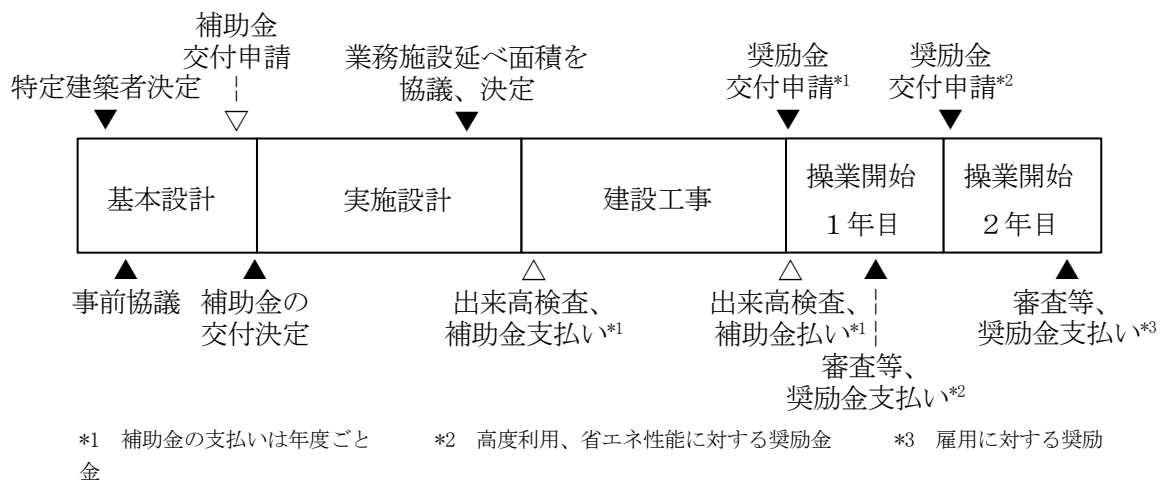 補助金
交付申請
特定建築者決定
業務施設延べ面積を
協議、決定
奨励金
交付申請*1
奨励金
交付申請*2
基本設計
実施設計
建設工事
操業開始
１年目
操業開始
２年目
事前協議
補助金の
交付決定
出来高検査、
補助金支払い*1
出来高検査、
補助金払い*1
審査等、
奨励金支払い*2
審査等、
奨励金支払い*3
*1　補助金の支払いは年度ごと　*2　高度利用、省エネ性能に対する奨励金　*3　雇用に対する奨励
金